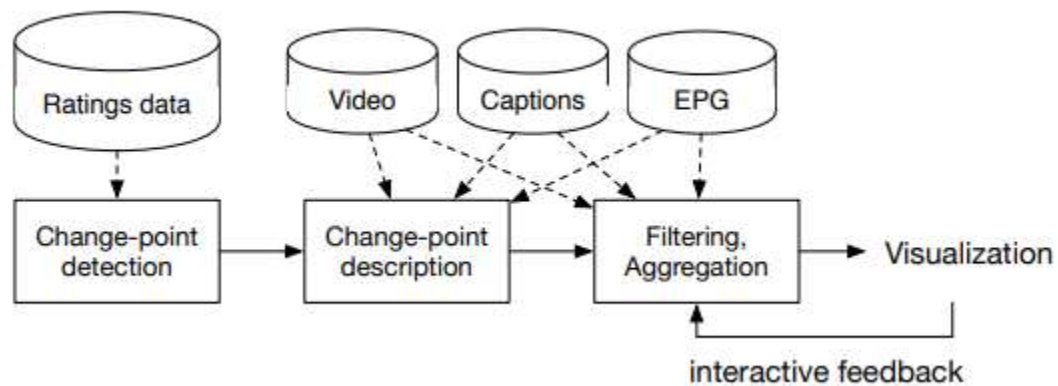 Ratings data
Video
Captions
EPG
Change-point
detection
Change-point
description
Filtering,
Aggregation
Visualization
interactive feedback